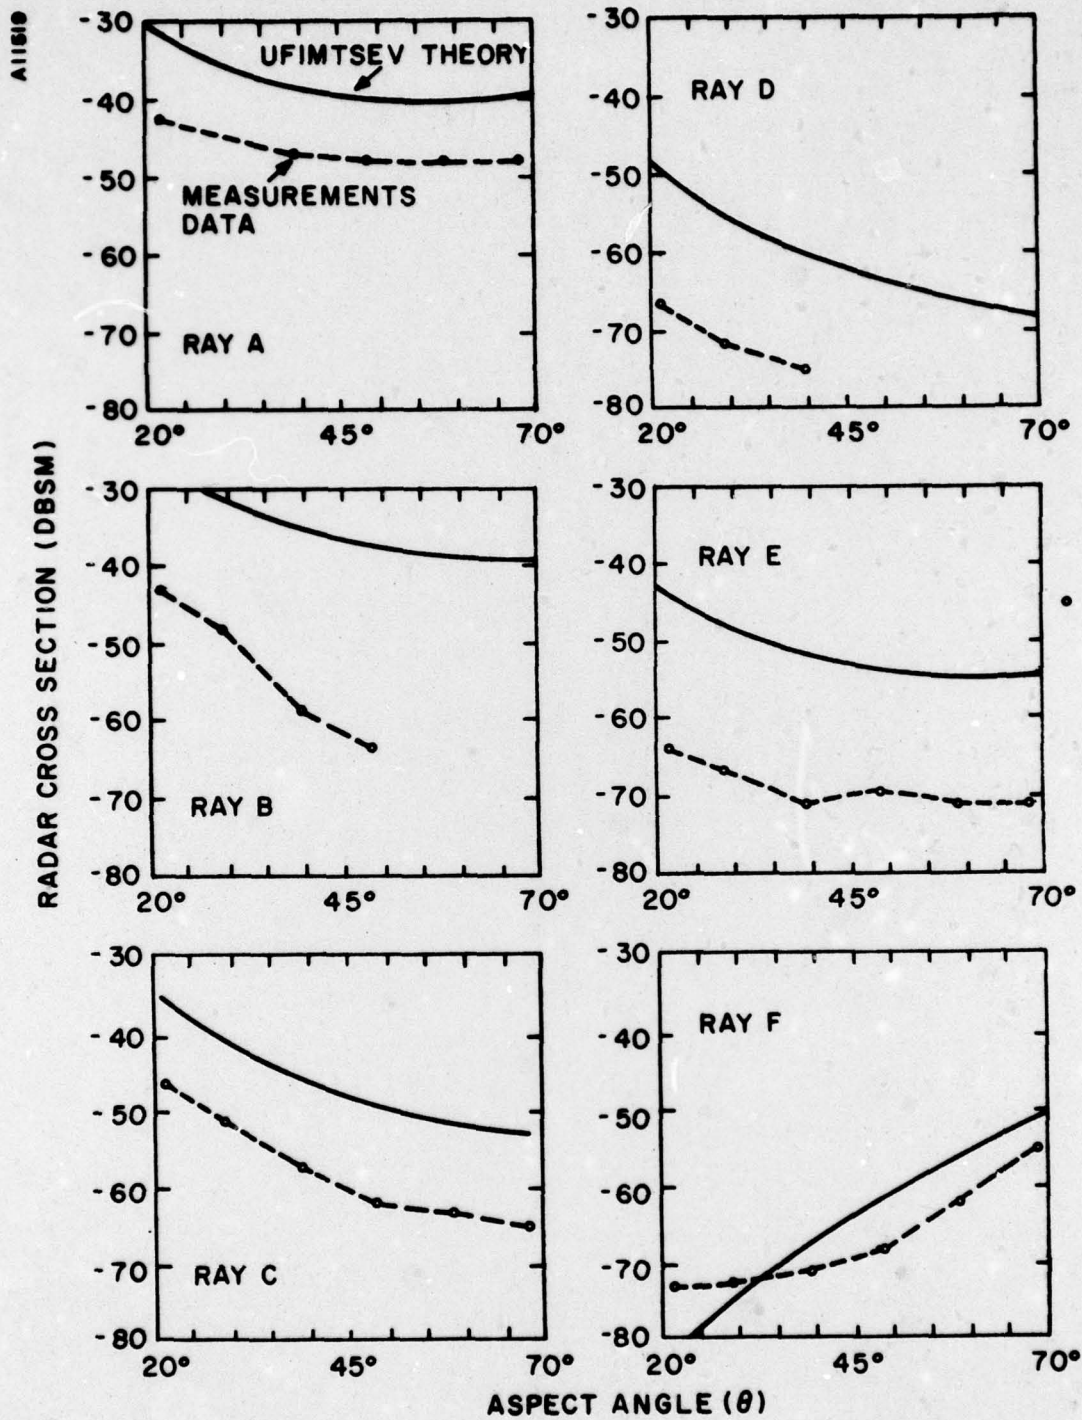 A11519
RADAR CROSS SECTION (DBSM)
-30
-40
-50
-60
-70
-80
UFIMTSEV THEORY
MEASUREMENTS
DATA
RAY A
20° 45° 70°
-30
-40
-50
-60
-70
-80
RAY D
20° 45° 70°
-30
-40
-50
-60
-70
-80
RAY B
20° 45° 70°
-30
-40
-50
-60
-70
-80
RAY E
20° 45° 70°
-30
-40
-50
-60
-70
-80
RAY C
20° 45° 70°
-30
-40
-50
-60
-70
-80
RAY F
20° 45° 70°
ASPECT ANGLE (θ)